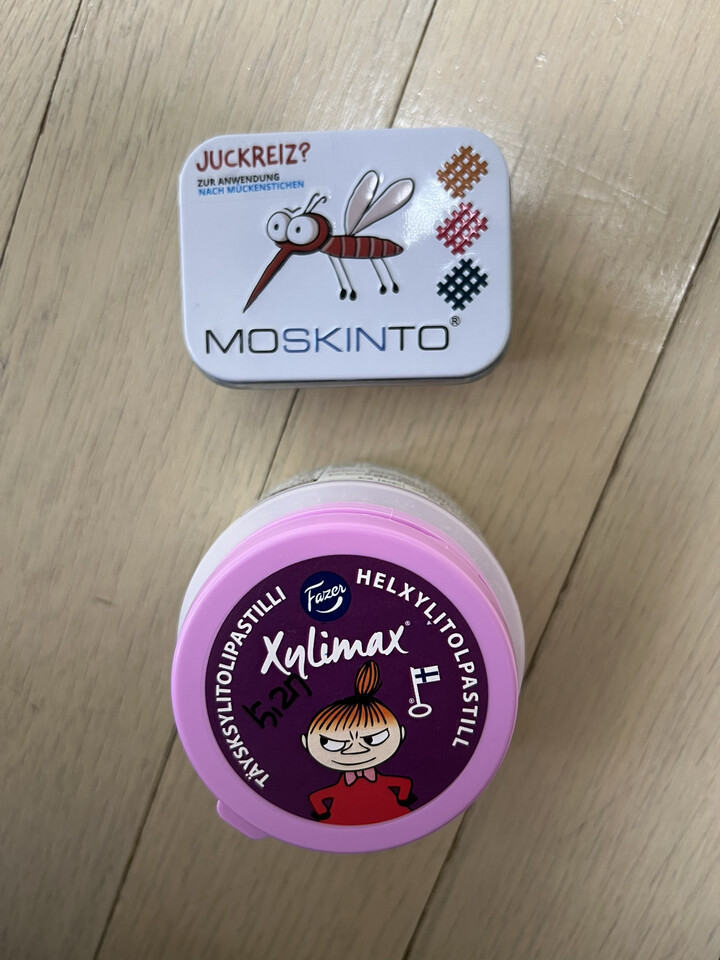 JUCKREIZ?
ZUR ANWENDUNG
NACH MÜCKENSTICHEN
MOSKINTO®
Fazer
TÄYSKSYLITOLIPASTILLI
HELXYLITOLPASTILL
Xylimax®